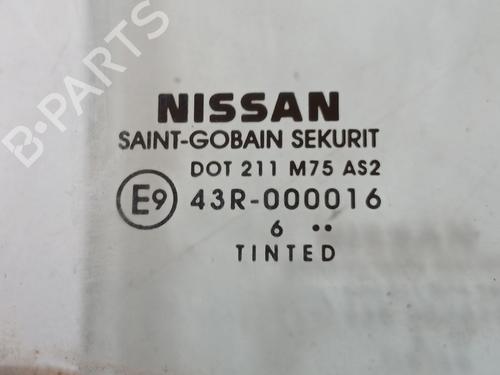 B-PARTS
NISSAN
SAINT-GOBAIN SEKURIT
DOT 211 M75 AS2
E9 43R-000016
6 ••
TINTED